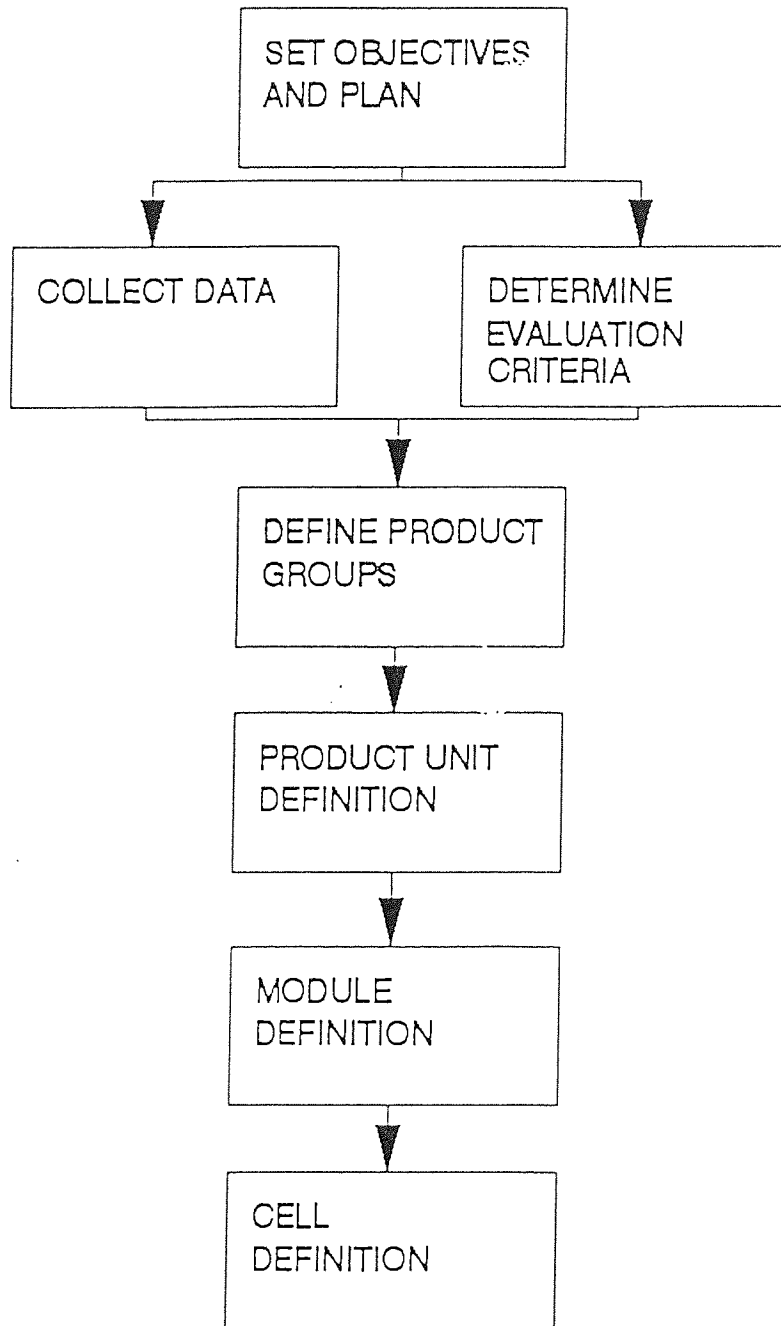 SET OBJECTIVES
AND PLAN
COLLECT DATA
DETERMINE
EVALUATION
CRITERIA
DEFINE PRODUCT
GROUPS
PRODUCT UNIT
DEFINITION
MODULE
DEFINITION
CELL
DEFINITION